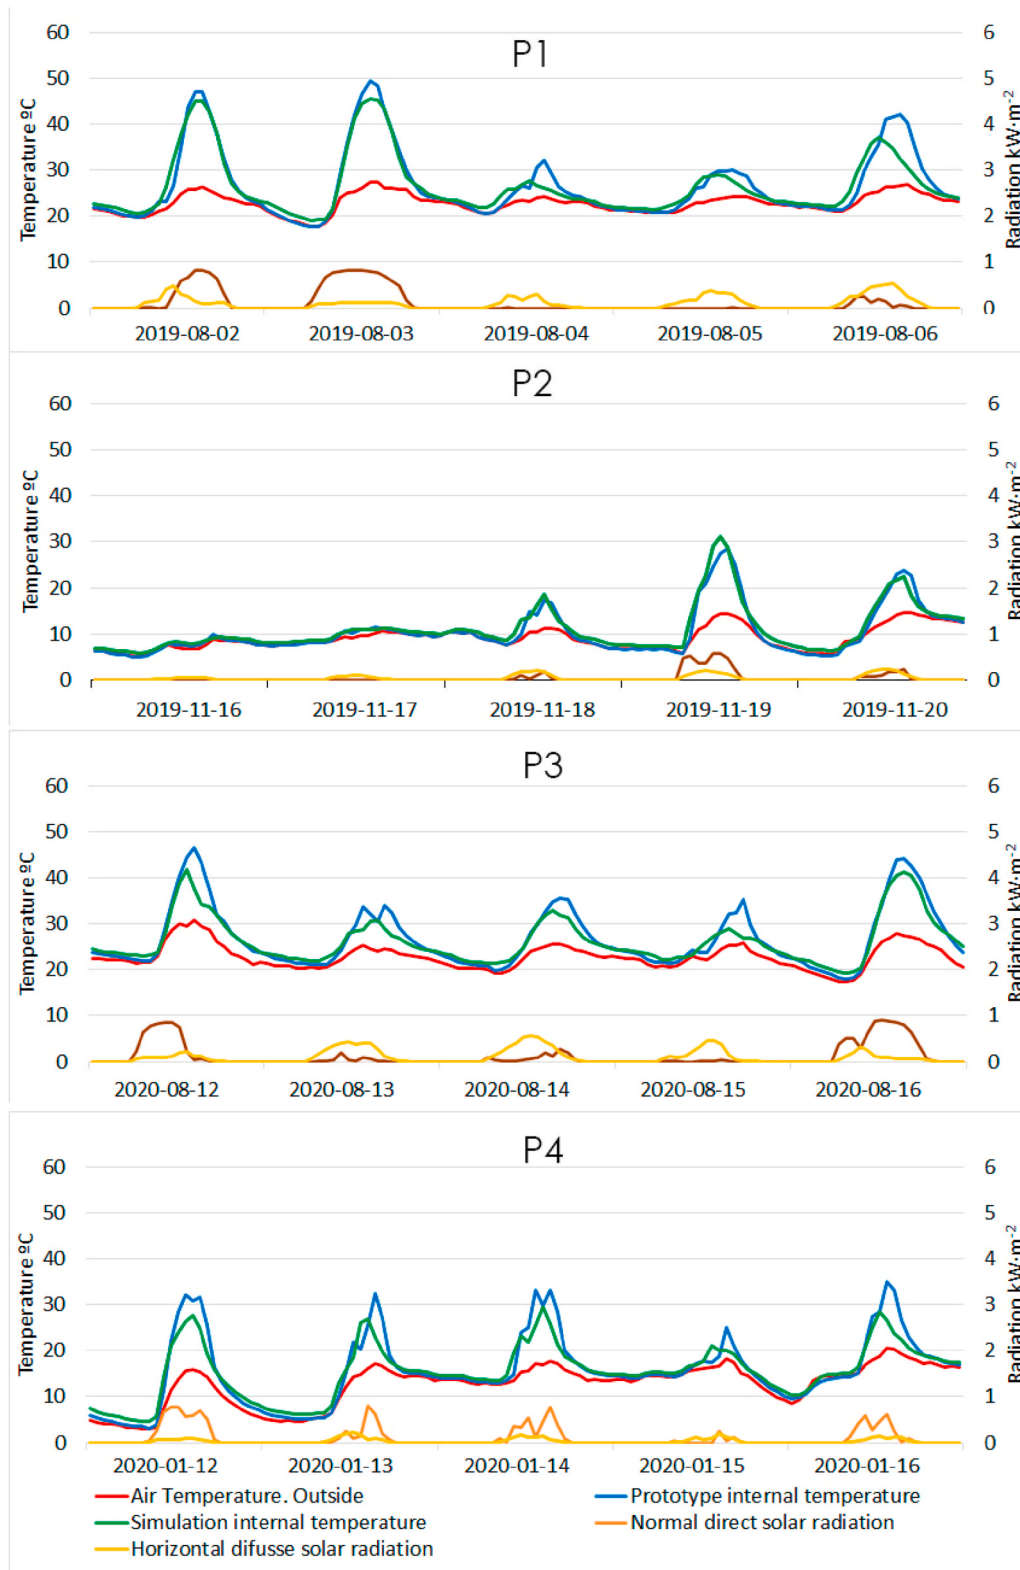 P1
60 50 40 30 20 10 0
Temperature ºC
6 5 4 3 2 1 0
Radiation kW·m-2
2019-08-02 2019-08-03 2019-08-04 2019-08-05 2019-08-06
P2
60 50 40 30 20 10 0
Temperature ºC
6 5 4 3 2 1 0
Radiation kW·m-2
2019-11-16 2019-11-17 2019-11-18 2019-11-19 2019-11-20
P3
60 50 40 30 20 10 0
Temperature ºC
6 5 4 3 2 1 0
Radiation kW·m-2
2020-08-12 2020-08-13 2020-08-14 2020-08-15 2020-08-16
P4
60 50 40 30 20 10 0
Temperature ºC
6 5 4 3 2 1 0
Radiation kW·m-2
2020-01-12 2020-01-13 2020-01-14 2020-01-15 2020-01-16
Air Temperature. Outside
Prototype internal temperature
Simulation internal temperature
Normal direct solar radiation
Horizontal difusse solar radiation